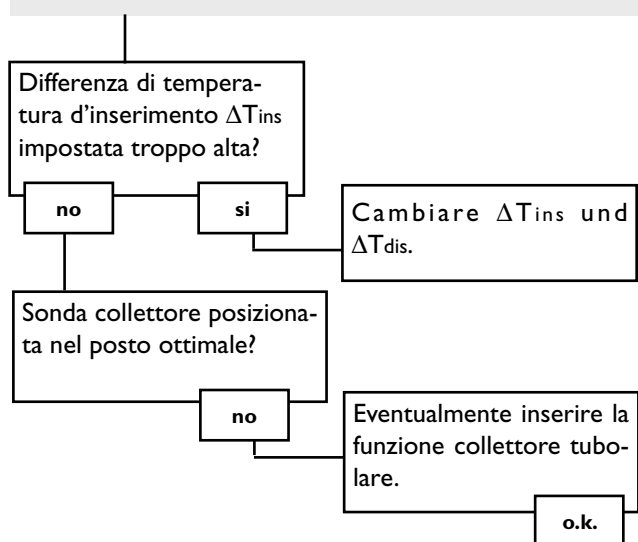 Differenza di tempera-
tura d'inserimento ΔTins
impostata troppo alta?
no
si
Cambiare ΔTins und
ΔTdis.
Sonda collettore posiziona-
ta nel posto ottimale?
no
Eventualmente inserire la
funzione collettore tubo-
lare.
o.k.